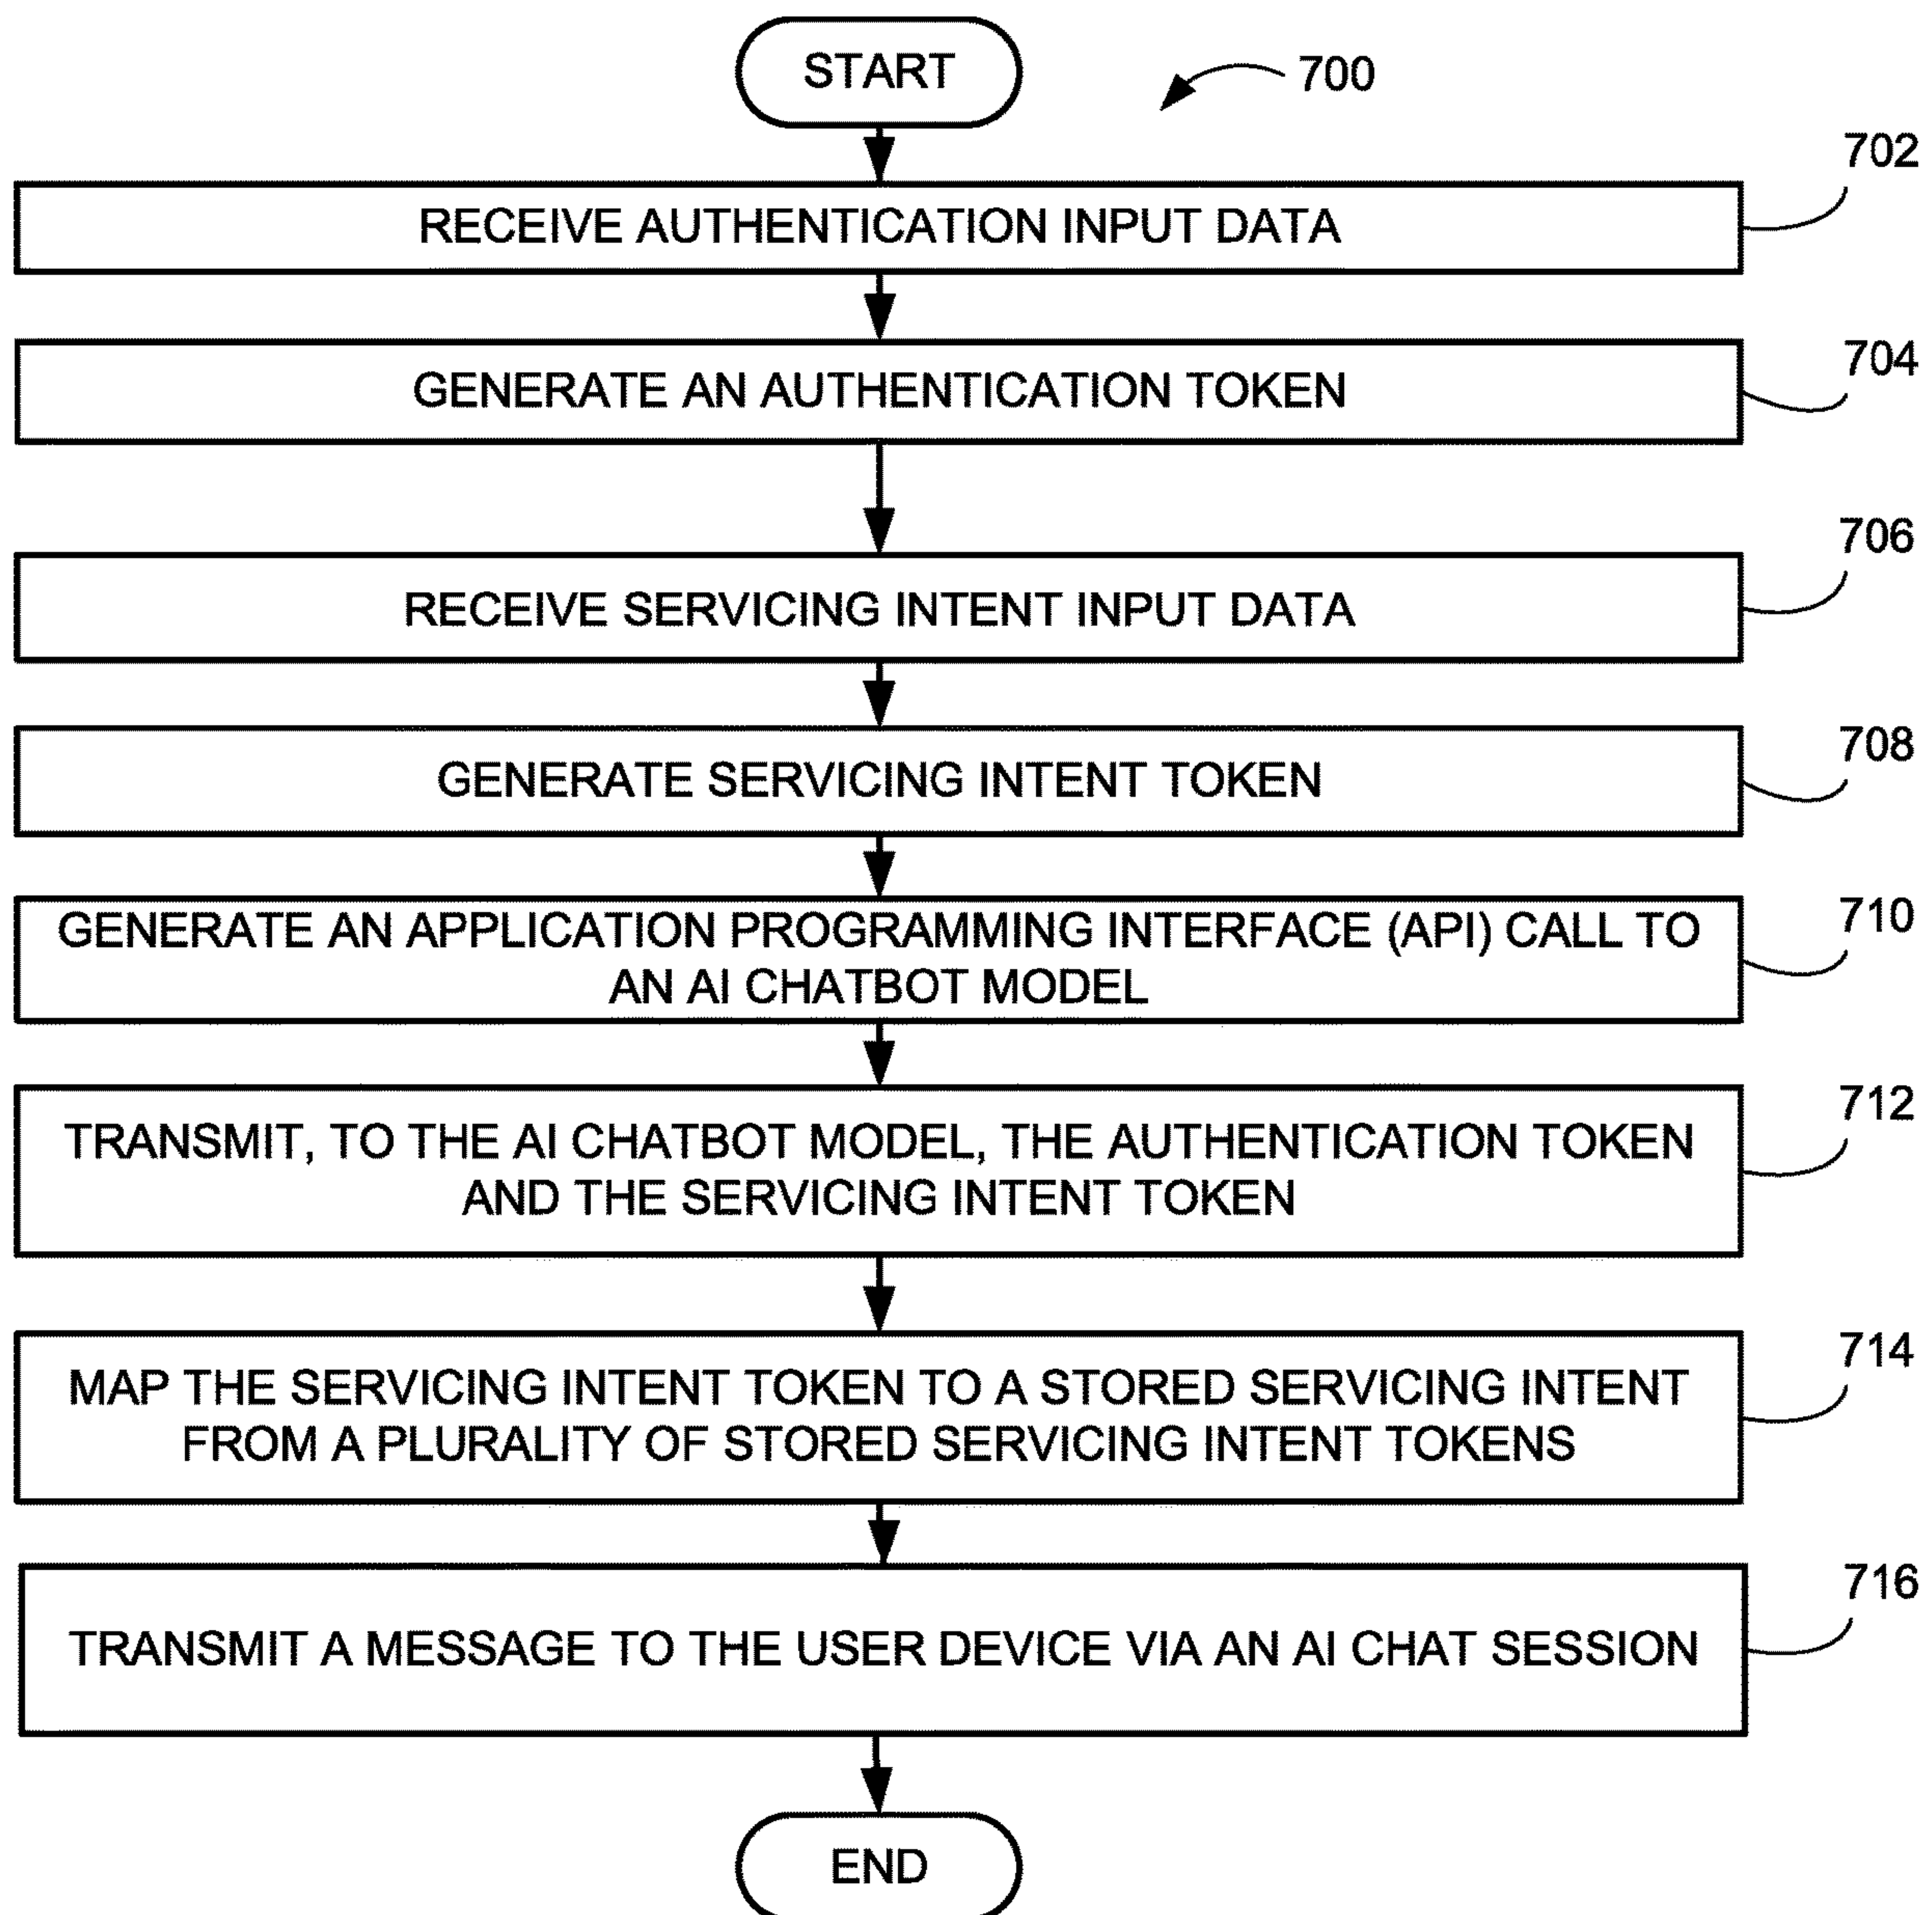 START
700
702
RECEIVE AUTHENTICATION INPUT DATA
704
GENERATE AN AUTHENTICATION TOKEN
706
RECEIVE SERVICING INTENT INPUT DATA
708
GENERATE SERVICING INTENT TOKEN
710
GENERATE AN APPLICATION PROGRAMMING INTERFACE (API) CALL TO
AN AI CHATBOT MODEL
712
TRANSMIT, TO THE AI CHATBOT MODEL, THE AUTHENTICATION TOKEN
AND THE SERVICING INTENT TOKEN
714
MAP THE SERVICING INTENT TOKEN TO A STORED SERVICING INTENT
FROM A PLURALITY OF STORED SERVICING INTENT TOKENS
716
TRANSMIT A MESSAGE TO THE USER DEVICE VIA AN AI CHAT SESSION
END